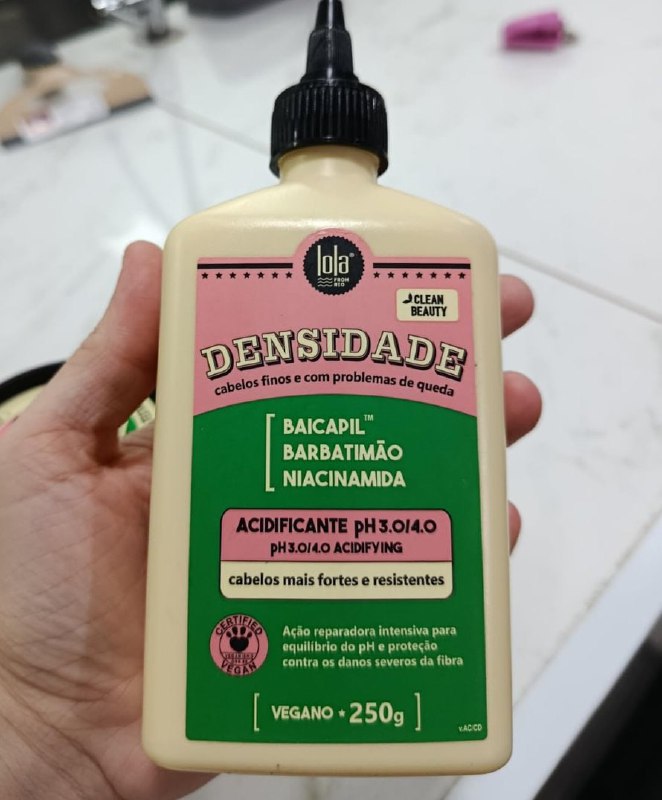 lola®
FROM
RIO
CLEAN
BEAUTY
DENSIDADE
cabelos finos e com problemas de queda
BAICAPIL™
BARBATIMÃO
NIACINAMIDA
ACIDIFICANTE pH 3.0/4.0
pH 3.0/4.0 ACIDIFYING
cabelos mais fortes e resistentes
CERTIFIED
VEGAN
Ação reparadora intensiva para
equilíbrio do pH e proteção
contra os danos severos da fibra
VEGANO • 250g
v.AC/CD